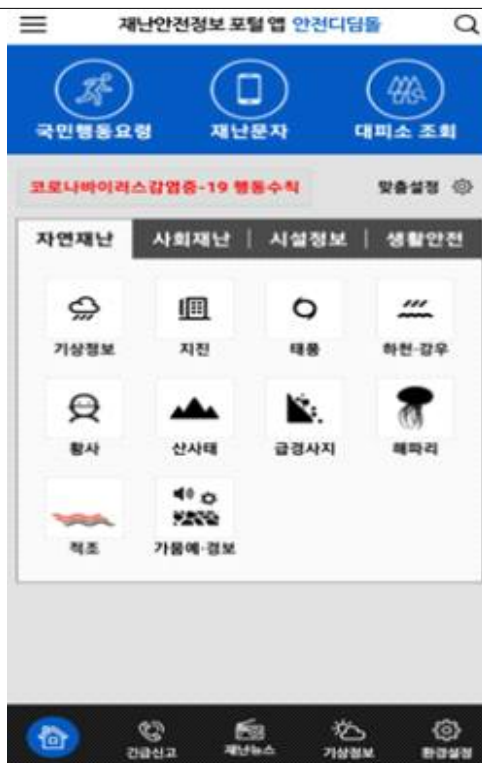 재난안전정보 포털 앱 안전디딤돌
국민행동요령 재난문자 대피소 조회
코로나바이러스감염증-19 행동수칙 맞춤설정
자연재난 사회재난 시설정보 생활안전
기상정보 지진 태풍 하천·강우
황사 산사태 급경사지 해파리
적조 가뭄예·경보
긴급신고 재난뉴스 기상정보 환경설정